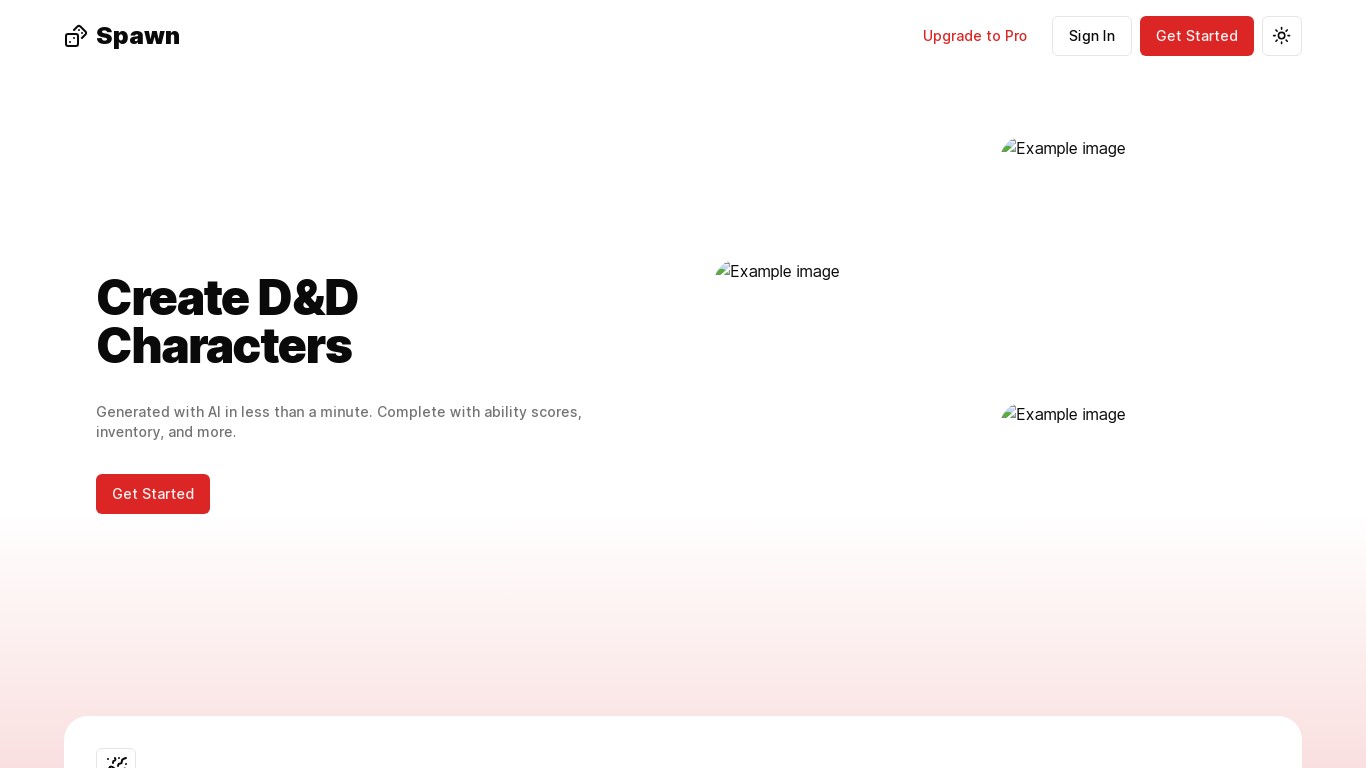 Spawn
Upgrade to Pro
Sign In
Get Started
Example image
Example image
Create D&D
Characters
Generated with AI in less than a minute. Complete with ability scores,
inventory, and more.
Example image
Get Started